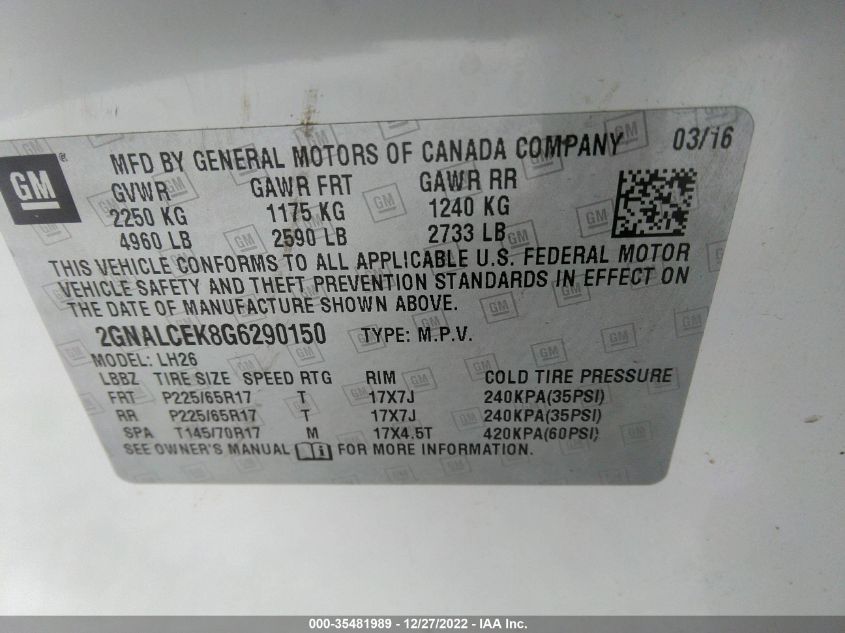 GM ®
MFD BY GENERAL MOTORS OF CANADA COMPANY 03/16
GVWR GAWR FRT GAWR RR
2250 KG 1175 KG 1240 KG
4960 LB 2590 LB 2733 LB
THIS VEHICLE CONFORMS TO ALL APPLICABLE U.S. FEDERAL MOTOR
VEHICLE SAFETY AND THEFT PREVENTION STANDARDS IN EFFECT ON
THE DATE OF MANUFACTURE SHOWN ABOVE.
2GNALCEK8G6290150 TYPE: M.P.V.
MODEL: LH26
LBBZ TIRE SIZE SPEED RTG RIM COLD TIRE PRESSURE
FRT P225/65R17 T 17X7J 240KPA(35PSI)
RR P225/65R17 T 17X7J 240KPA(35PSI)
SPA T145/70R17 M 17X4.5T 420KPA(60PSI)
SEE OWNER'S MANUAL FOR MORE INFORMATION.
000-35481989 - 12/27/2022 - IAA Inc.